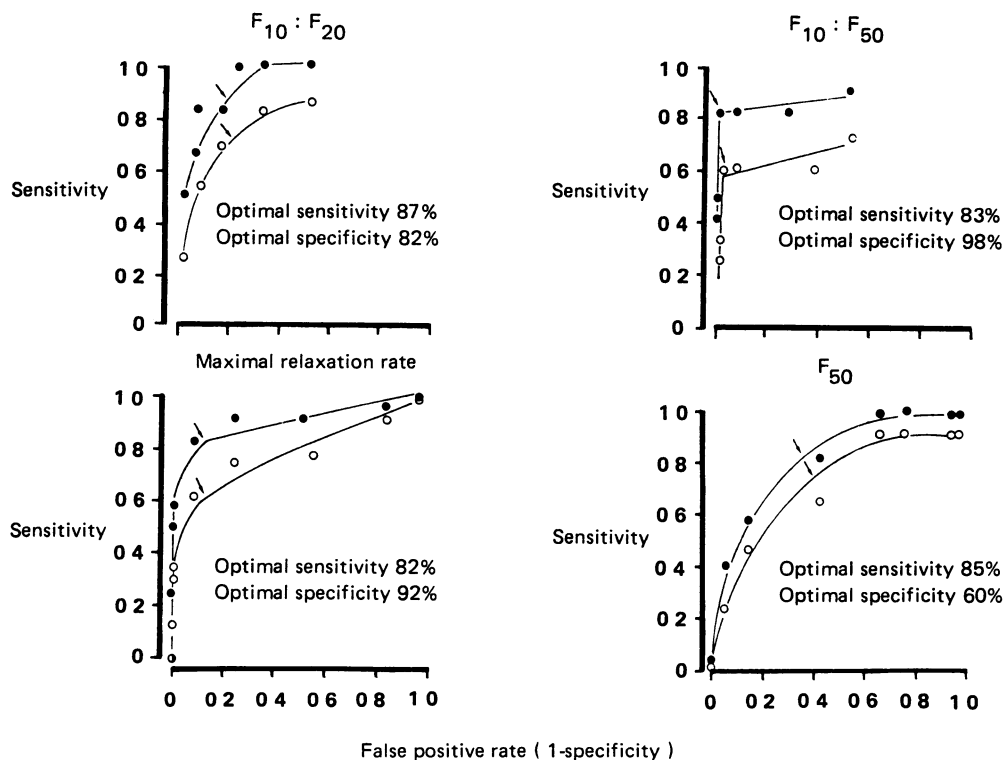 F10 : F20
1 0
0 8
0 6
Sensitivity
0 4
0 2
0
Optimal sensitivity 87%
Optimal specificity 82%
F10 : F50
1 0
0 8
0 6
Sensitivity
0 4
0 2
0
Optimal sensitivity 83%
Optimal specificity 98%
Maximal relaxation rate
1 0
0 8
0 6
Sensitivity
0 4
0 2
0
Optimal sensitivity 82%
Optimal specificity 92%
0 0 2 0 4 0 6 0 8 1 0
F50
1 0
0 8
0 6
Sensitivity
0 4
0 2
0
Optimal sensitivity 85%
Optimal specificity 60%
0 0 2 0 4 0 6 0 8 1 0
False positive rate ( 1-specificity )